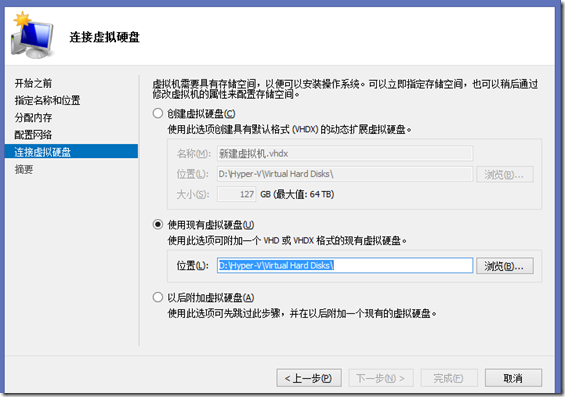 连接虚拟硬盘
开始之前
指定名称和位置
分配内存
配置网络
连接虚拟硬盘
摘要
虚拟机需要具有存储空间，以便可以安装操作系统。可以立即指定存储空间，也可以稍后通过
修改虚拟机的属性来配置存储空间。
创建虚拟硬盘(C)
使用此选项创建具有默认格式 (VHDX) 的动态扩展虚拟硬盘。
名称(M):
新建虚拟机.vhdx
位置(L):
D:\Hyper-V\Virtual Hard Disks\
浏览(B)...
大小(S):
127 GB (最大值: 64 TB)
使用现有虚拟硬盘(U)
使用此选项可附加一个 VHD 或 VHDX 格式的现有虚拟硬盘。
位置(L):
D:\Hyper-V\Virtual Hard Disks\
浏览(B)...
以后附加虚拟硬盘(A)
使用此选项可先跳过此步骤，并在以后附加一个现有的虚拟硬盘。
< 上一步(P)
下一步(N) >
完成(F)
取消